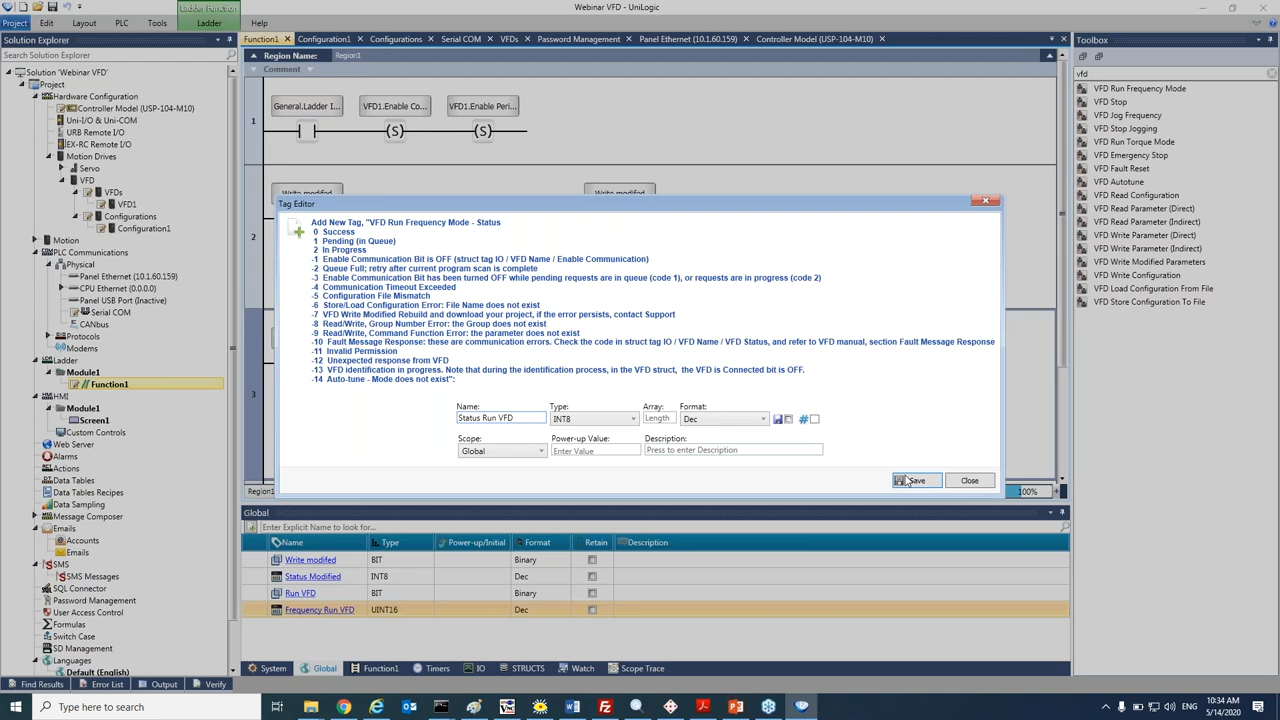 Webinar VFD - UniLogic
Ladder Function
Project Edit Layout PLC Tools Ladder Help
Solution Explorer
Search Solution Explorer
Solution 'Webinar VFD'
Project
Hardware Configuration
Controller Model (USP-104-M10)
Uni-I/O & Uni-COM
URB Remote I/O
EX-RC Remote I/O
Motion Drives
Servo
VFD
VFDs
VFD1
Configurations
Configuration1
Motion
PLC Communications
Physical
Panel Ethernet (10.1.60.159)
CPU Ethernet (0.0.0.0)
Panel USB Port (Inactive)
Serial COM
CANbus
Protocols
Modems
Ladder
Module1
Function1
HMI
Module1
Screen1
Custom Controls
Web Server
Alarms
Actions
Data Tables
Data Tables Recipes
Data Sampling
Message Composer
Emails
Accounts
Emails
SMS
SMS Messages
SQL Connector
Password Management
User Access Control
Formulas
Switch Case
SD Management
Languages
Default (English)
Function1 Configuration1 Configurations Serial COM VFDs Password Management Panel Ethernet (10.1.60.159) Controller Model (USP-104-M10)
Region Name: Region1
Comment
1
General.Ladder I... VFD1.Enable Co... VFD1.Enable Peri...
S S
2
Write modifed Write modifed
3
Tag Editor
Add New Tag, "VFD Run Frequency Mode - Status
0 Success
1 Pending (in Queue)
2 In Progress
-1 Enable Communication Bit is OFF (struct tag IO / VFD Name / Enable Communication)
-2 Queue Full; retry after current program scan is complete
-3 Enable Communication Bit has been turned OFF while pending requests are in queue (code 1), or requests are in progress (code 2)
-4 Communication Timeout Exceeded
-5 Configuration File Mismatch
-6 Store/Load Configuration Error: File Name does not exist
-7 VFD Write Modified Rebuild and download your project, if the error persists, contact Support
-8 Read/Write, Group Number Error: the Group does not exist
-9 Read/Write, Command Function Error: the parameter does not exist
-10 Fault Message Response: these are communication errors. Check the code in struct tag IO / VFD Name / VFD Status, and refer to VFD manual, section Fault Message Response
-11 Invalid Permission
-12 Unexpected response from VFD
-13 VFD identification in progress. Note that during the identification process, in the VFD struct, the VFD is Connected bit is OFF.
-14 Auto-tune - Mode does not exist":
Name: Type: Array: Format:
Status Run VFD INT8 Length Dec #
Scope: Power-up Value: Description:
Global Enter Value Press to enter Description
Save Close
Region1 100%
Global
Enter Explicit Name to look for...
Name Type Power-up/Initial Format Retain Description
Write modifed BIT Binary
Status Modified INT8 Dec
Run VFD BIT Binary
Frequency Run VFD UINT16 Dec
System Global Function1 Timers IO STRUCTS Watch Scope Trace
Toolbox
vfd
VFD Run Frequency Mode
VFD Stop
VFD Jog Frequency
VFD Stop Jogging
VFD Run Torque Mode
VFD Emergency Stop
VFD Fault Reset
VFD Autotune
VFD Read Configuration
VFD Read Parameter (Direct)
VFD Read Parameter (Indirect)
VFD Write Parameter (Direct)
VFD Write Parameter (Indirect)
VFD Write Modified Parameters
VFD Load Configuration From File
VFD Store Configuration To File
Find Results Error List Output Verify
Type here to search
10:34 AM
5/14/2020